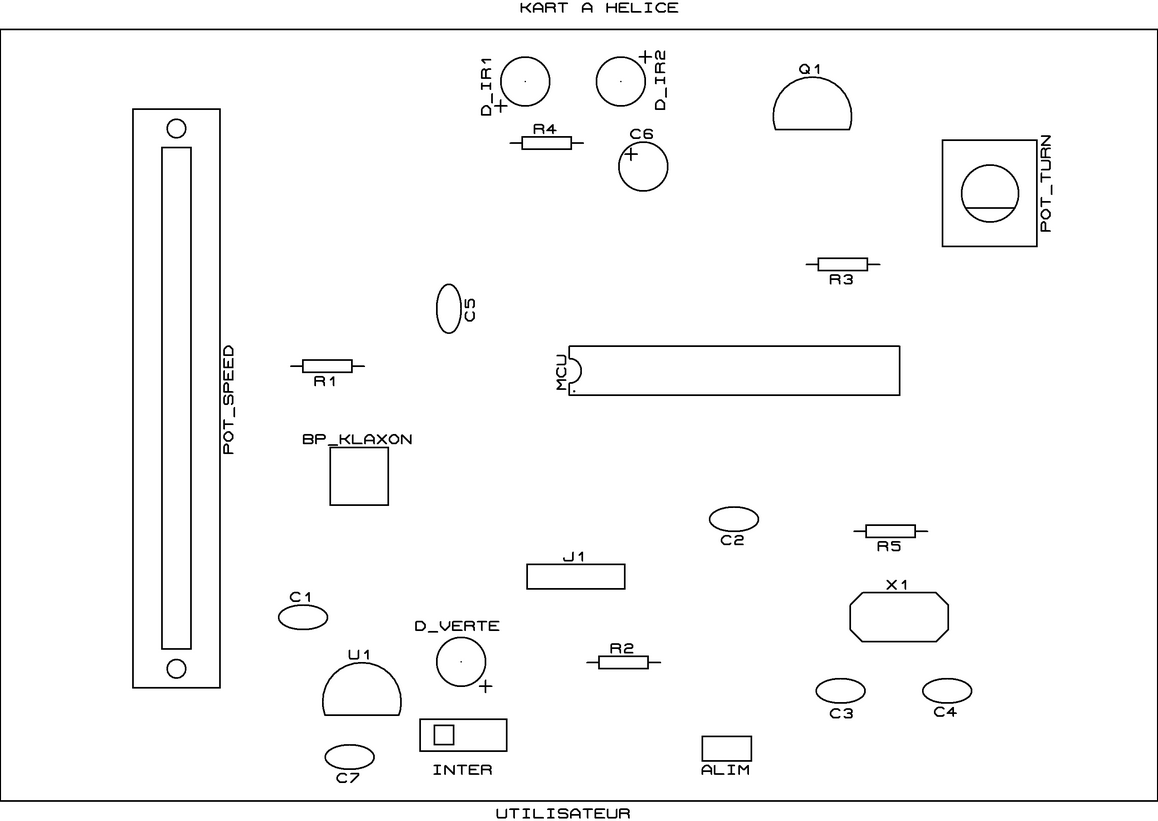 KART A HELICE
D_IR1
D_IR2
Q1
R4
C6
POT_TURN
R3
C5
MCU
R1
POT_SPEED
BP_KLAXON
C2
R5
J1
X1
C1
D_VERTE
R2
U1
C3
C4
INTER
ALIM
C7
UTILISATEUR